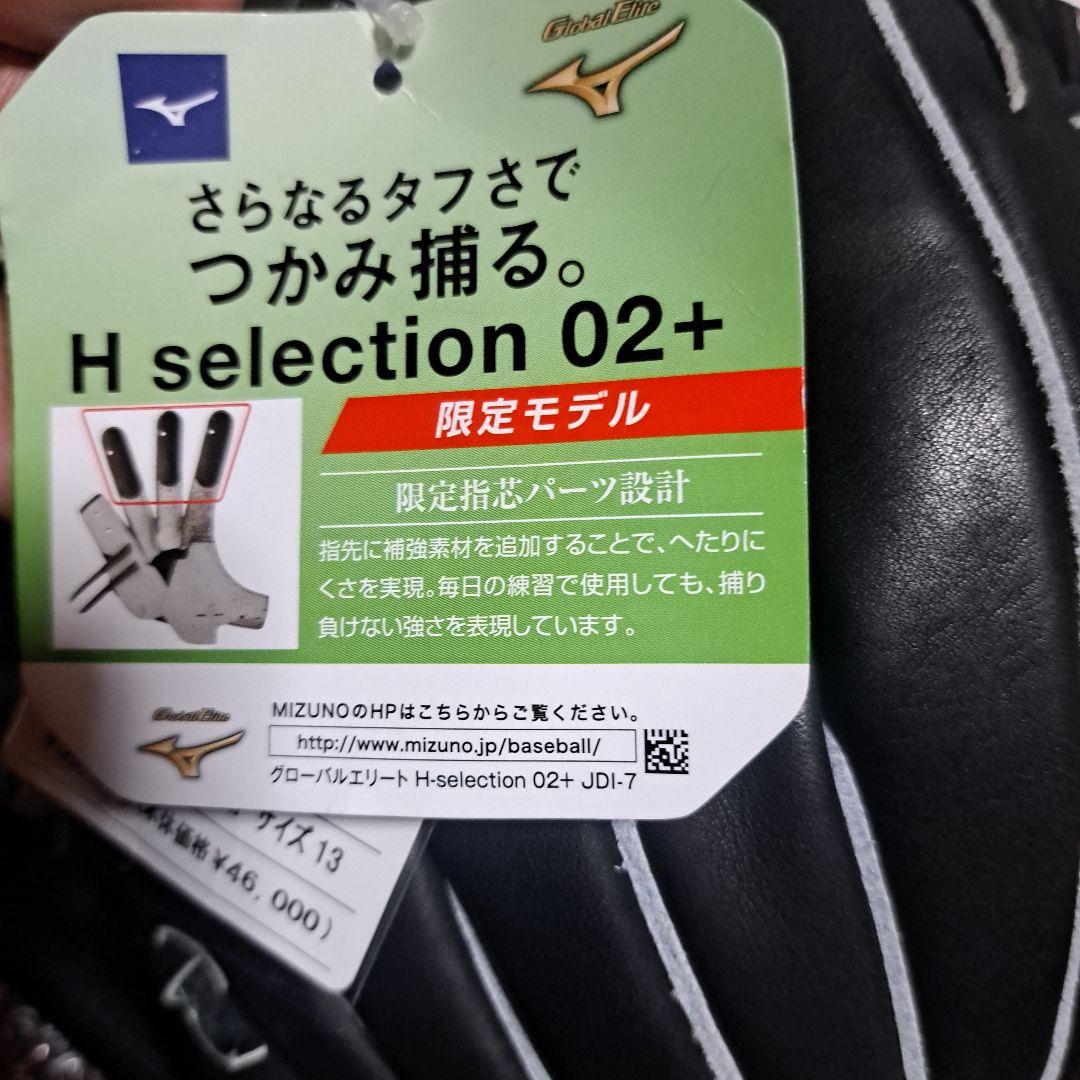 Global Elite
さらなるタフさで
つかみ捕る。
H selection 02+
限定モデル
限定指芯パーツ設計
指先に補強素材を追加することで、へたりに
くさを実現。毎日の練習で使用しても、捕り
負けない強さを表現しています。
Global Elite
MIZUNOのHPはこちらからご覧ください。
http://www.mizuno.jp/baseball/
グローバルエリート H-selection 02+ JDI-7
サイズ 13
本体価格¥46,000)